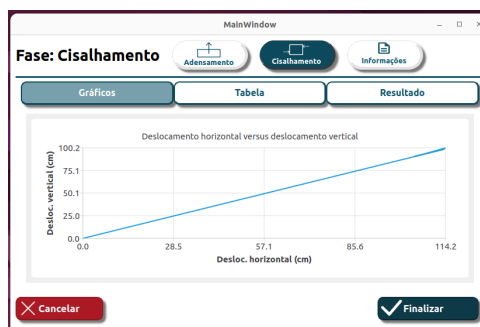 MainWindow
Fase: Cisalhamento
Adensamento
Cisalhamento
Informações
Gráficos
Tabela
Resultado
Deslocamento horizontal versus deslocamento vertical
Desloc. vertical (cm)
100.2
75.1
50.1
25.0
0.0
0.0 28.5 57.1 85.6 114.2
Desloc. horizontal (cm)
Cancelar
Finalizar